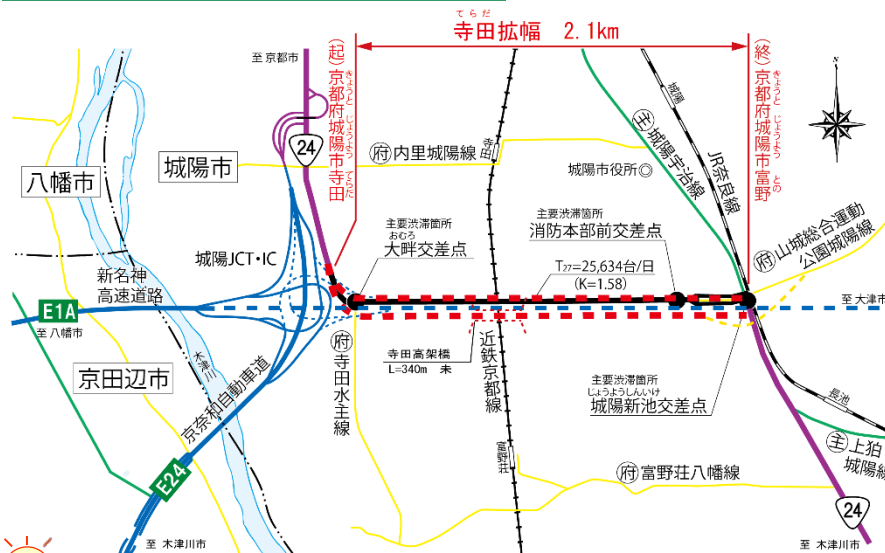 てらだ
寺田拡幅 2.1km
至 京都市
(起)京都府城陽市寺田
きょうと じょうよう てらだ
(終)京都府城陽市富野
きょうと じょうよう との
N
24
府内里城陽線
寺田
城陽
主城陽宇治線
JR奈良線
城陽市役所◎
八幡市
城陽市
主要渋滞箇所
おむろ
大畔交差点
主要渋滞箇所
消防本部前交差点
府山城総合運動
公園城陽線
城陽JCT・IC
T27=25,634台/日
(K=1.58)
新名神
高速道路
E1A
至 八幡市
至 大津市
木津川
京田辺市
京奈和自動車道
府寺田水主線
寺田高架橋
L=340m 未
近鉄京都線
主要渋滞箇所
じょうようしんいけ
城陽新池交差点
長池
主上狛
城陽線
富野荘
府富野荘八幡線
E24
24
至 木津川市
至 木津川市